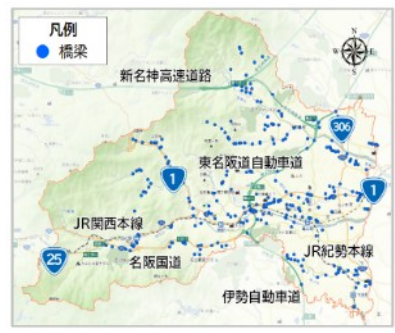 凡例
橋梁
新名神高速道路
N
W
E
S
306
東名阪道自動車道
1
1
JR関西本線
25
名阪国道
JR紀勢本線
伊勢自動車道